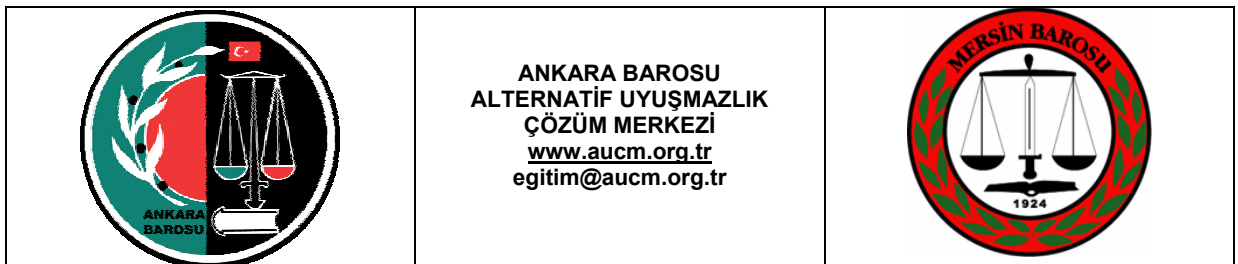 ANKARA
BAROSU
ANKARA BAROSU
ALTERNATİF UYUŞMAZLIK
ÇÖZÜM MERKEZİ
www.aucm.org.tr
egitim@aucm.org.tr
MERSİN BAROSU
1924